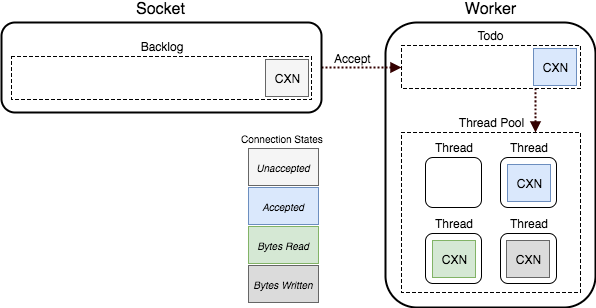 Socket
Worker
Backlog
Todo
CXN
Accept
CXN
Thread Pool
Connection States
Thread
Thread
Unaccepted
CXN
Accepted
Thread
Thread
Bytes Read
CXN
CXN
Bytes Written